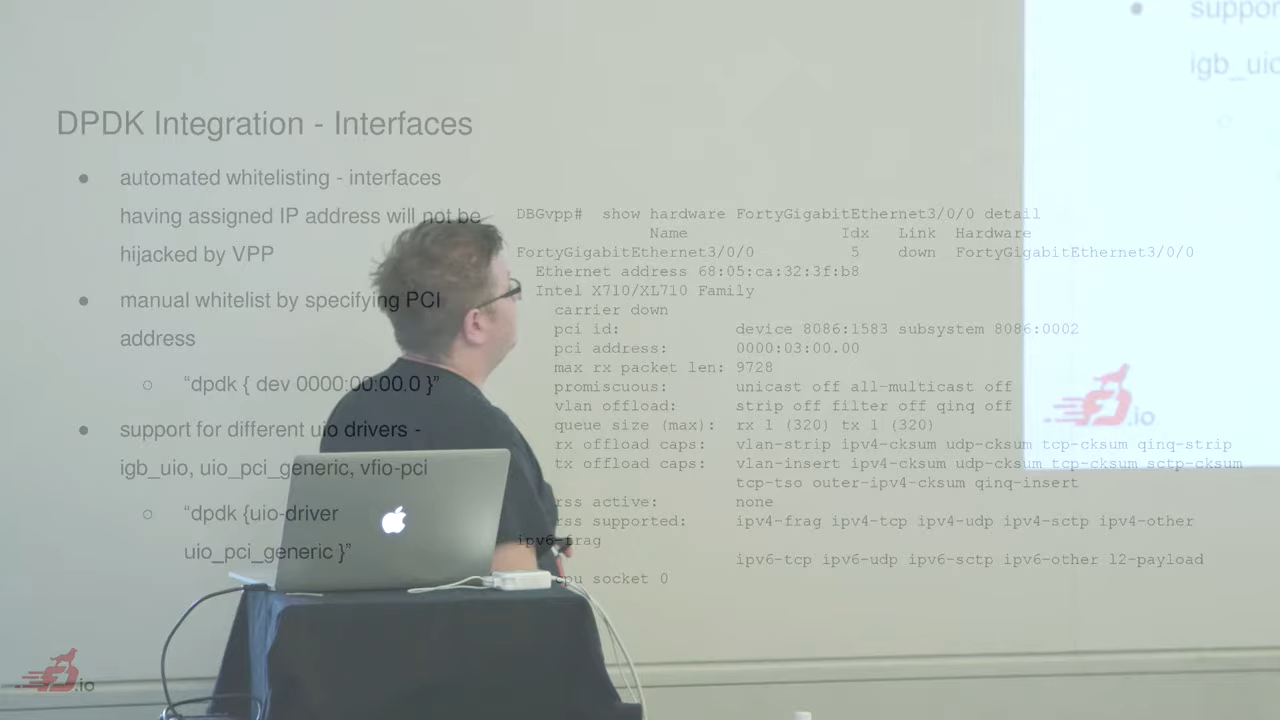 DPDK Integration - Interfaces
● automated whitelisting - interfaces
having assigned IP address will not be
hijacked by VPP
● manual whitelist by specifying PCI
address
○ “dpdk { dev 0000:00:00.0 }”
● support for different uio drivers -
igb_uio, uio_pci_generic, vfio-pci
○ “dpdk {uio-driver
uio_pci_generic }”
DBGvpp# show hardware FortyGigabitEthernet3/0/0 detail
Name Idx Link Hardware
FortyGigabitEthernet3/0/0 5 down FortyGigabitEthernet3/0/0
Ethernet address 68:05:ca:32:3f:b8
Intel X710/XL710 Family
carrier down
pci id: device 8086:1583 subsystem 8086:0002
pci address: 0000:03:00.00
max rx packet len: 9728
promiscuous: unicast off all-multicast off
vlan offload: strip off filter off qinq off
queue size (max): rx 1 (320) tx 1 (320)
rx offload caps: vlan-strip ipv4-cksum udp-cksum tcp-cksum qinq-strip
tx offload caps: vlan-insert ipv4-cksum udp-cksum tcp-cksum sctp-cksum
tcp-tso outer-ipv4-cksum qinq-insert
rss active: none
rss supported: ipv4-frag ipv4-tcp ipv4-udp ipv4-sctp ipv4-other
ipv6-frag
ipv6-tcp ipv6-udp ipv6-sctp ipv6-other l2-payload
cpu socket 0
● suppor
igb_uio
.io
.io